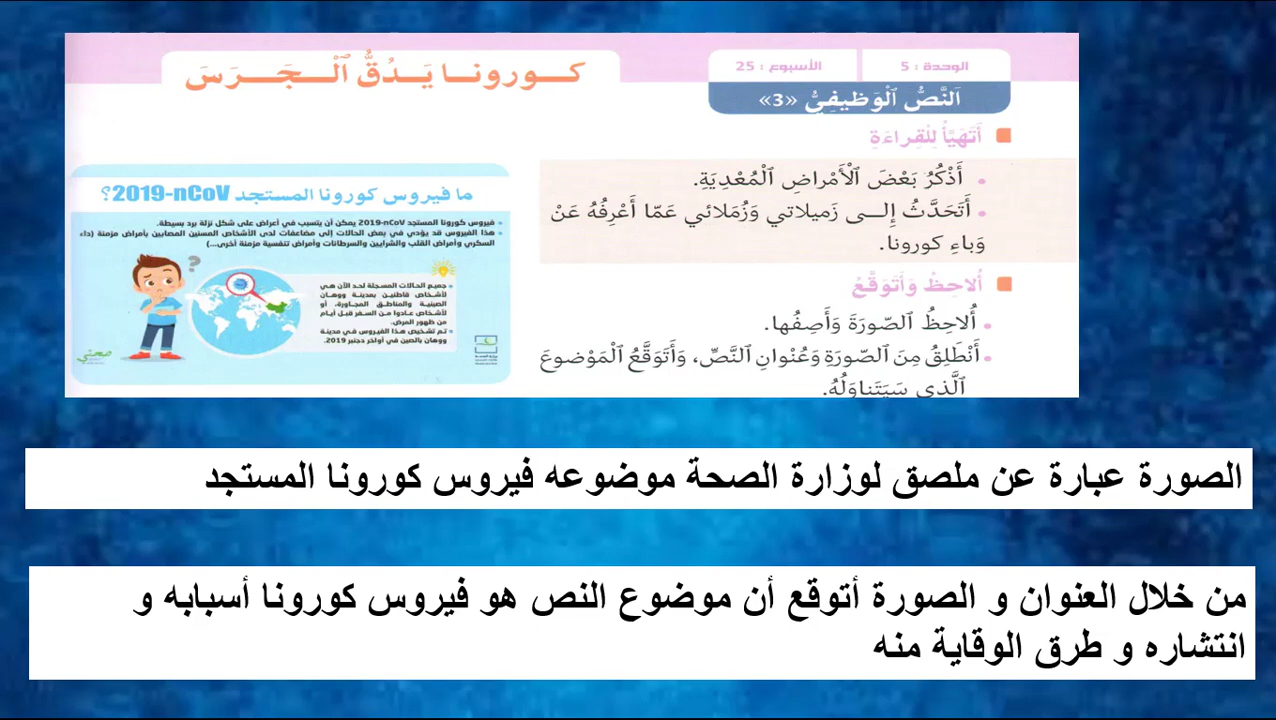 الوحدة : 5
الأسبوع : 25
كـــورونـــا يَـــدُقُّ ٱلْـــجَـــرَسَ
اَلنَّصُّ ٱلْوَظيفِيُّ «3»
أَتَهَيَّأُ لِلْقِراءَةِ
• أَذْكُرُ بَعْضَ ٱلْأَمْراضِ ٱلْمُعْدِيَةِ.
• أَتَحَدَّثُ إِلـــى زَميلاتي وَزُمَلائي عَمّا أَعْرِفُهُ عَنْ
وَباءِ كورونا.
أُلاحِظُ وَأَتَوَقَّعُ
• أُلاحِظُ ٱلصّورَةَ وَأَصِفُها.
• أَنْطَلِقُ مِنَ ٱلصّورَةِ وَعُنْوانِ ٱلنَّصِّ، وَأَتَوَقَّعُ ٱلْمَوْضوعَ
ٱلَّذي سَيَتَناوَلُهُ.
ما فيروس كورونا المستجد 2019-nCoV؟
• فيروس كورونا المستجد 2019-nCoV يمكن أن يتسبب في أعراض على شكل نزلة برد بسيطة.
• هذا الفيروس قد يؤدي في بعض الحالات إلى مضاعفات لدى الأشخاص المسنين المصابين بأمراض مزمنة (داء
السكري وأمراض القلب والشرايين والسرطانات وأمراض تنفسية مزمنة أخرى...)
• جميع الحالات المسجلة لحد الآن هي
لأشخاص قاطنين بمدينة ووهان
الصينية والمناطق المجاورة، أو
لأشخاص عادوا من السفر قبل أيام
من ظهور المرض.
• تم تشخيص هذا الفيروس في مدينة
ووهان بالصين في أواخر دجنبر 2019.
صحتي
الصورة عبارة عن ملصق لوزارة الصحة موضوعه فيروس كورونا المستجد
من خلال العنوان و الصورة أتوقع أن موضوع النص هو فيروس كورونا أسبابه و
انتشاره و طرق الوقاية منه